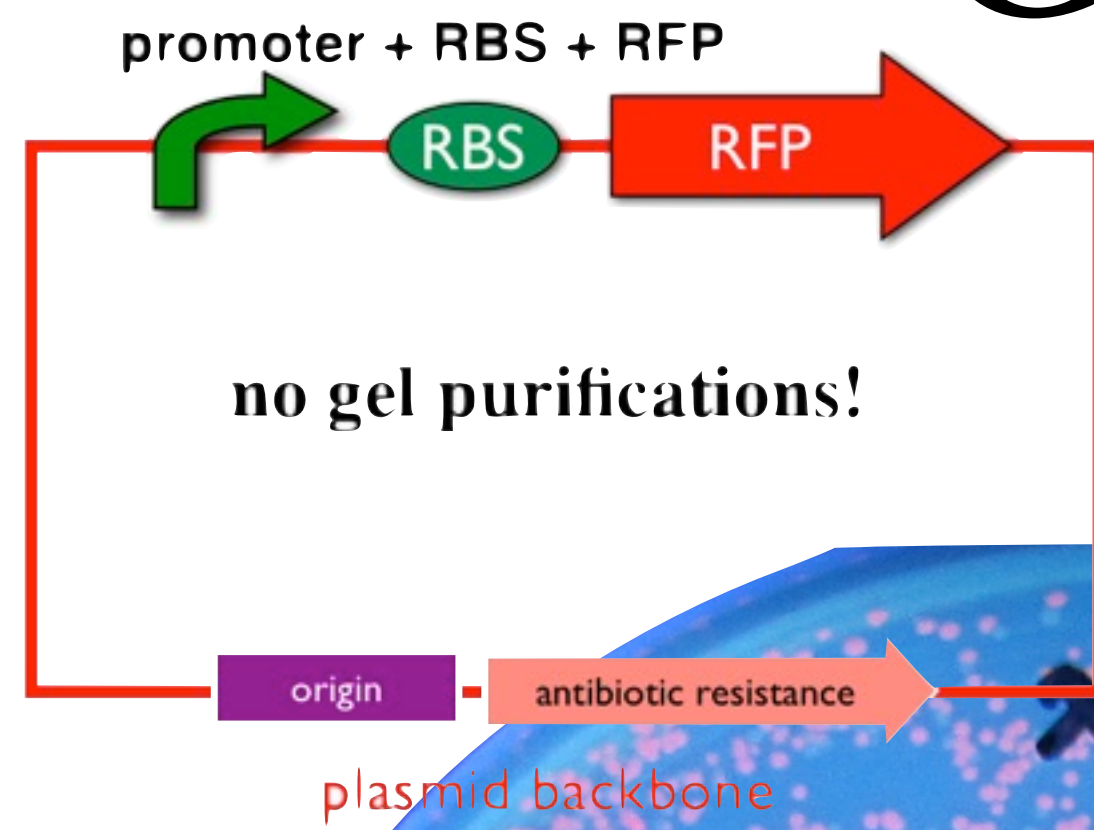 promoter + RBS + RFP
RBS
RFP
no gel purifications!
origin
antibiotic resistance
plasmid backbone